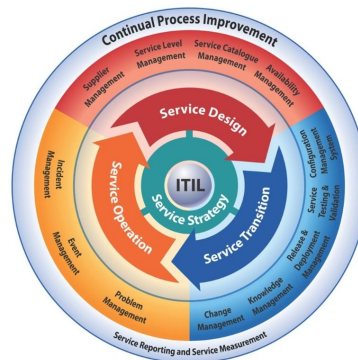 Continual Process Improvement
Supplier
Management
Service Level
Management
Service Catalogue
Management
Availability
Management
Service Design
Incident
Management
Event
Management
Problem
Management
Service Operation
ITIL
Service Strategy
Service Transition
Service
Configuration
Management
System
Service
Testing &
Validation
Release &
Deployment
Management
Knowledge
Management
Change
Management
Service Reporting and Service Measurement